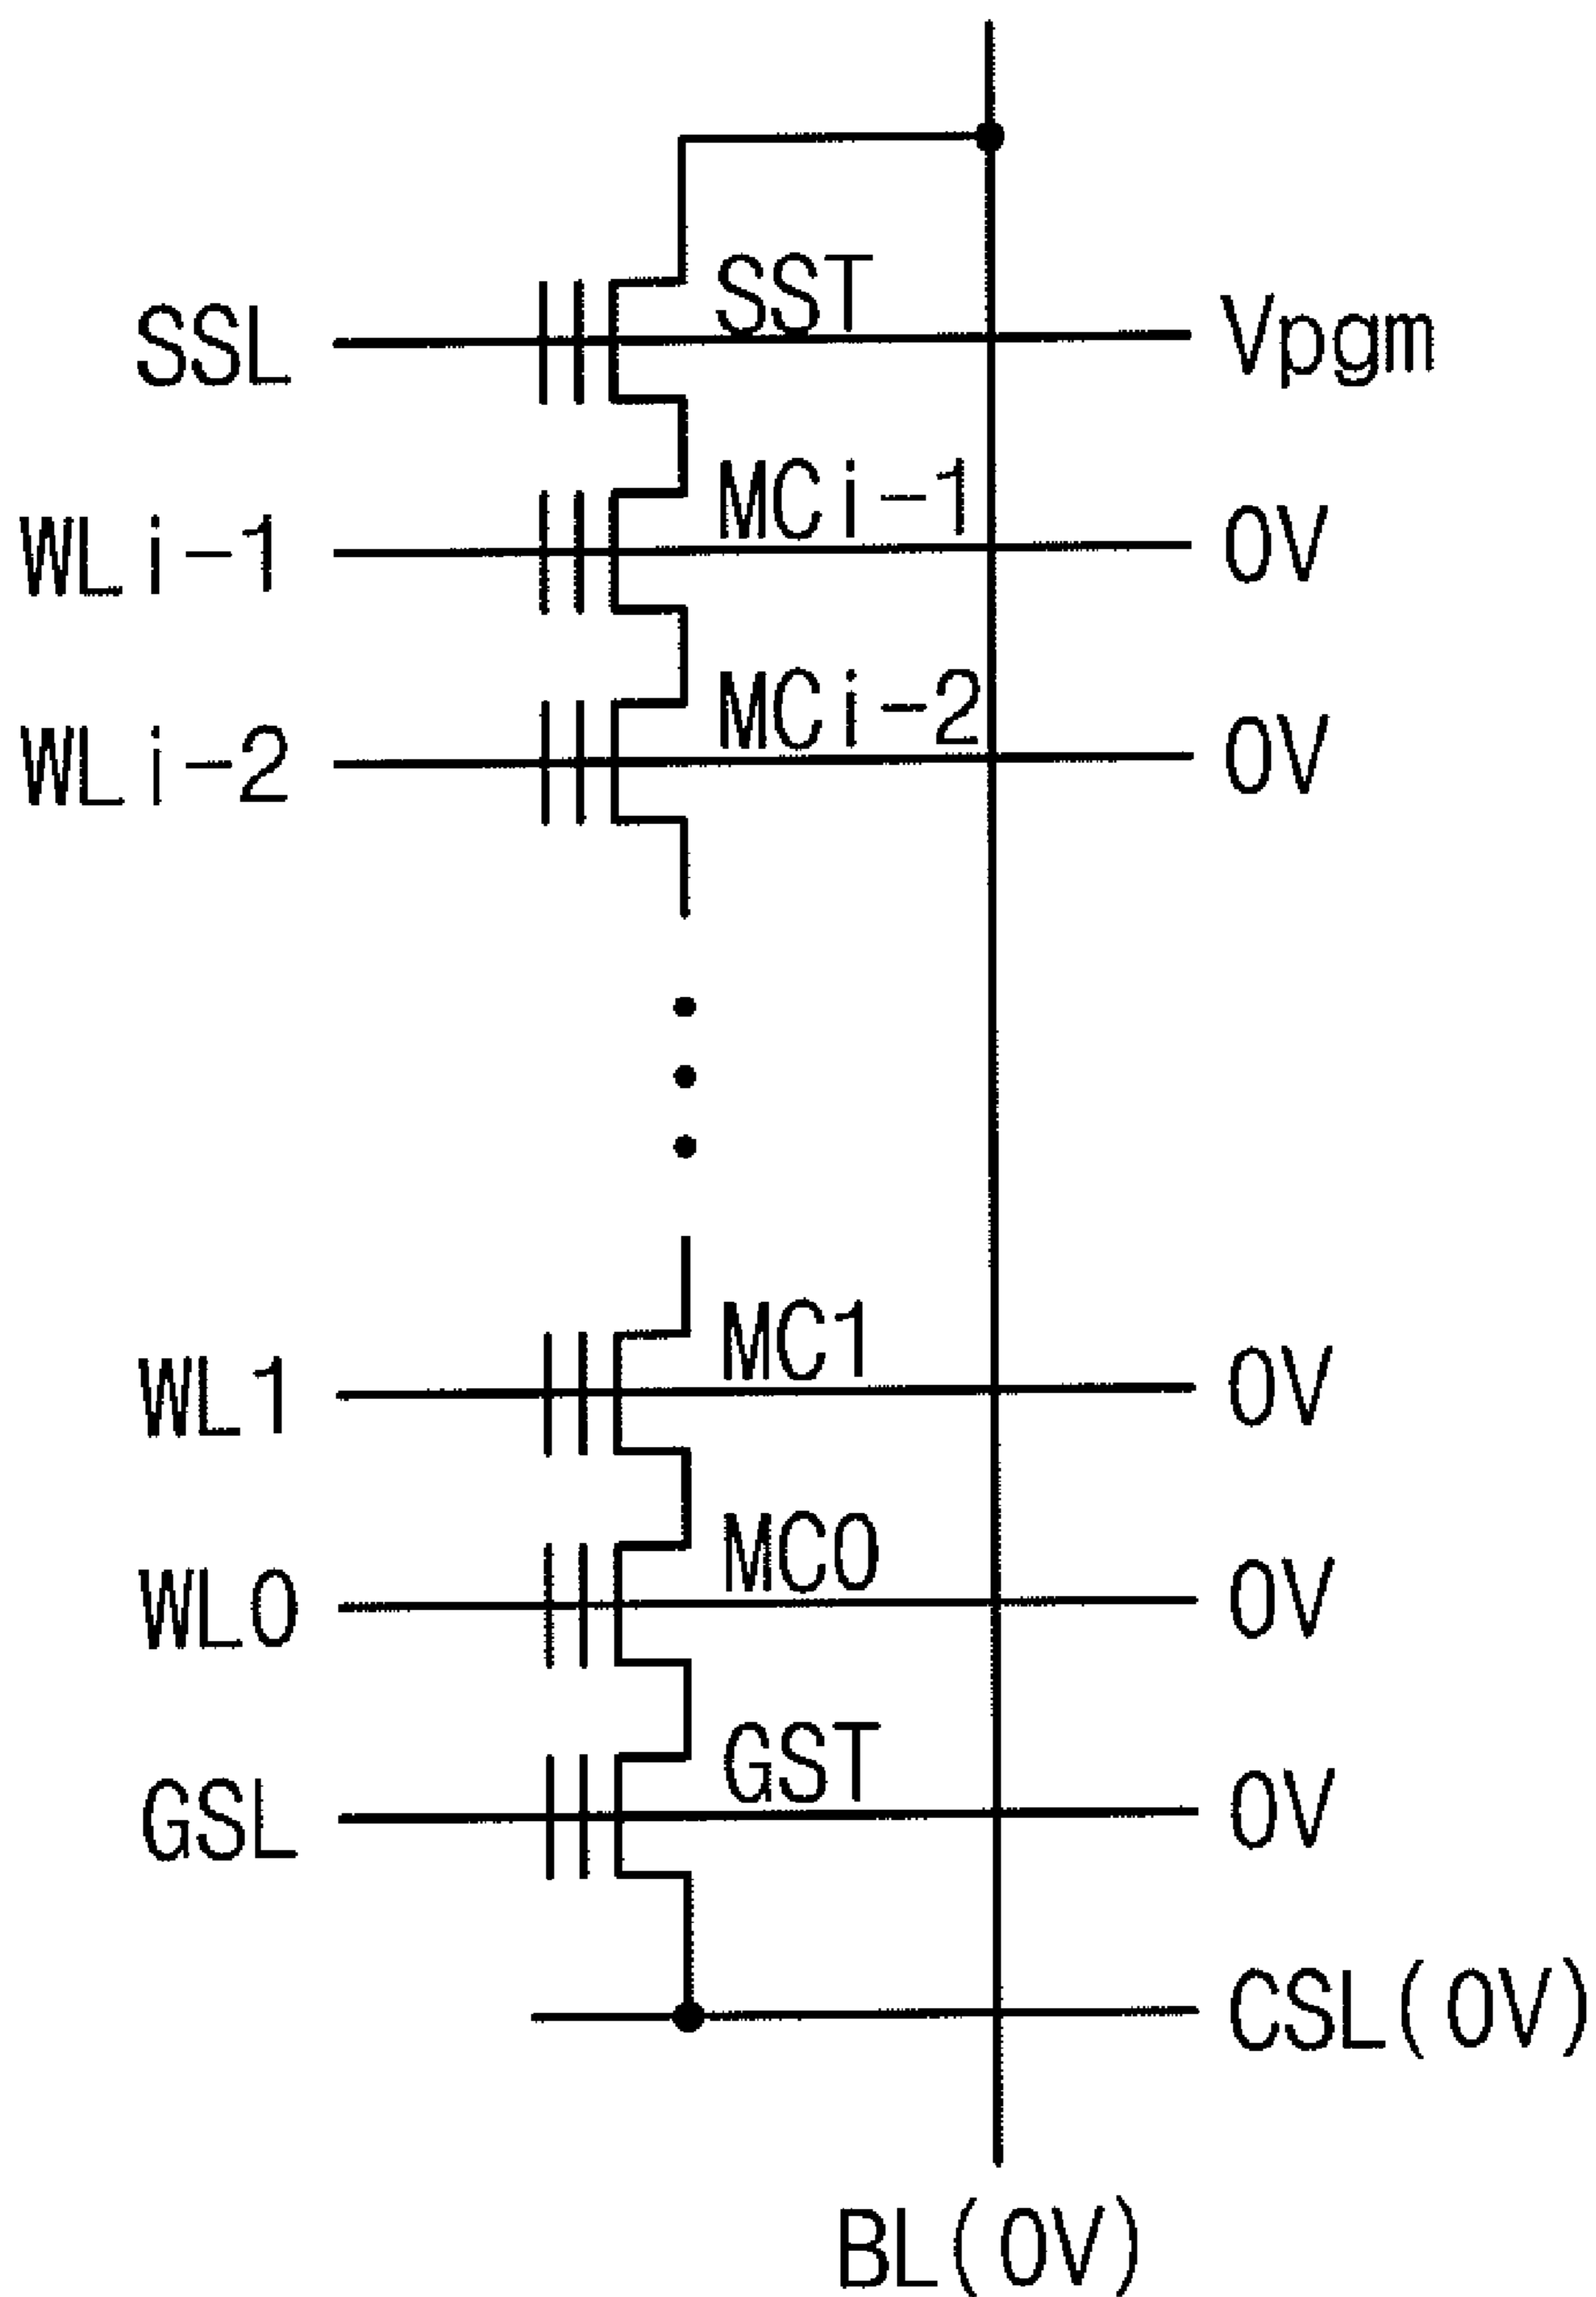 SST
SSL Vpgm
MCi-1
WLi-1 0V
MCi-2
WLi-2 0V
MC1
WL1 0V
MC0
WL0 0V
GST
GSL 0V
CSL(0V)
BL(0V)